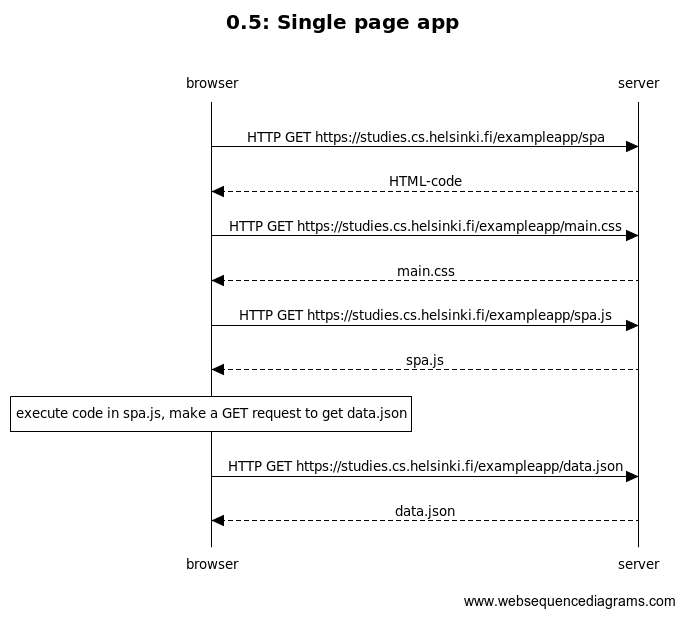 0.5: Single page app
browser
server
HTTP GET https://studies.cs.helsinki.fi/exampleapp/spa
HTML-code
HTTP GET https://studies.cs.helsinki.fi/exampleapp/main.css
main.css
HTTP GET https://studies.cs.helsinki.fi/exampleapp/spa.js
spa.js
execute code in spa.js, make a GET request to get data.json
HTTP GET https://studies.cs.helsinki.fi/exampleapp/data.json
data.json
browser
server
www.websequencediagrams.com